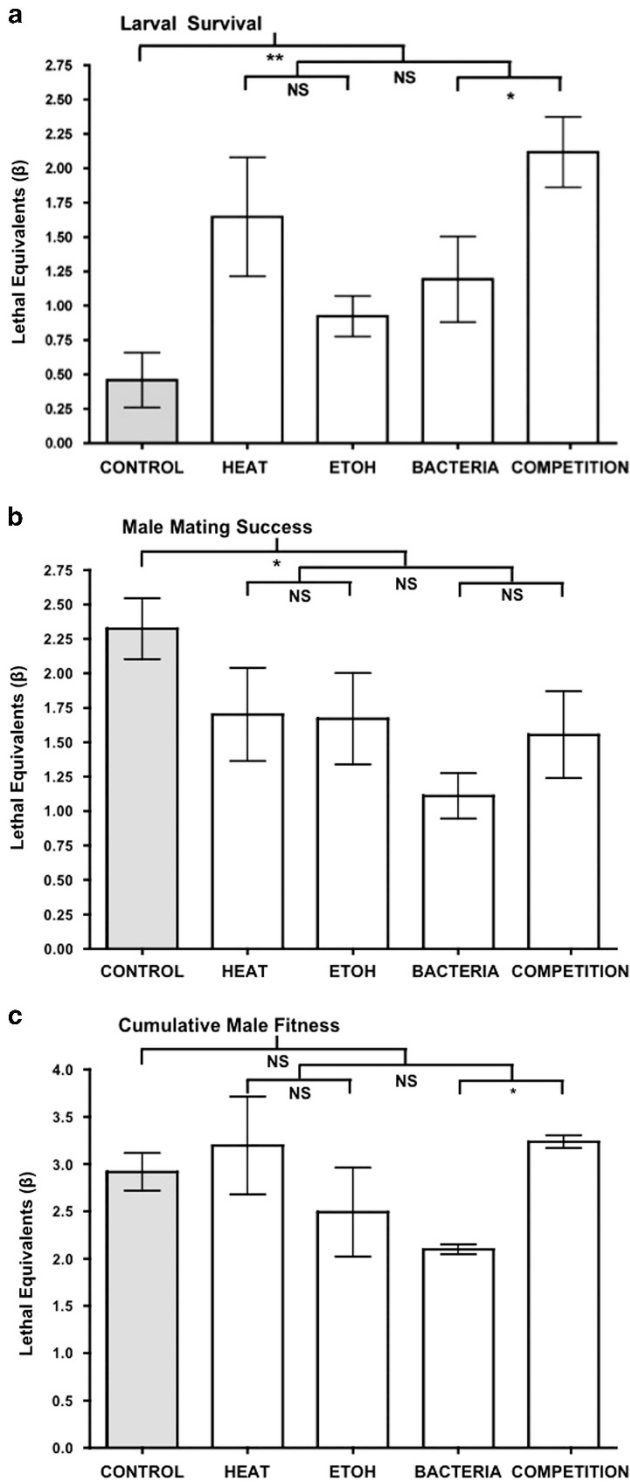 a
Larval Survival
**
NS
NS
*
Lethal Equivalents (β)
2.75
2.50
2.25
2.00
1.75
1.50
1.25
1.00
0.75
0.50
0.25
0.00
CONTROL HEAT ETOH BACTERIA COMPETITION
b
Male Mating Success
*
NS
NS
NS
Lethal Equivalents (β)
2.75
2.50
2.25
2.00
1.75
1.50
1.25
1.00
0.75
0.50
0.25
0.00
CONTROL HEAT ETOH BACTERIA COMPETITION
c
Cumulative Male Fitness
NS
NS
NS
*
Lethal Equivalents (β)
4.0
3.5
3.0
2.5
2.0
1.5
1.0
0.5
0.0
CONTROL HEAT ETOH BACTERIA COMPETITION